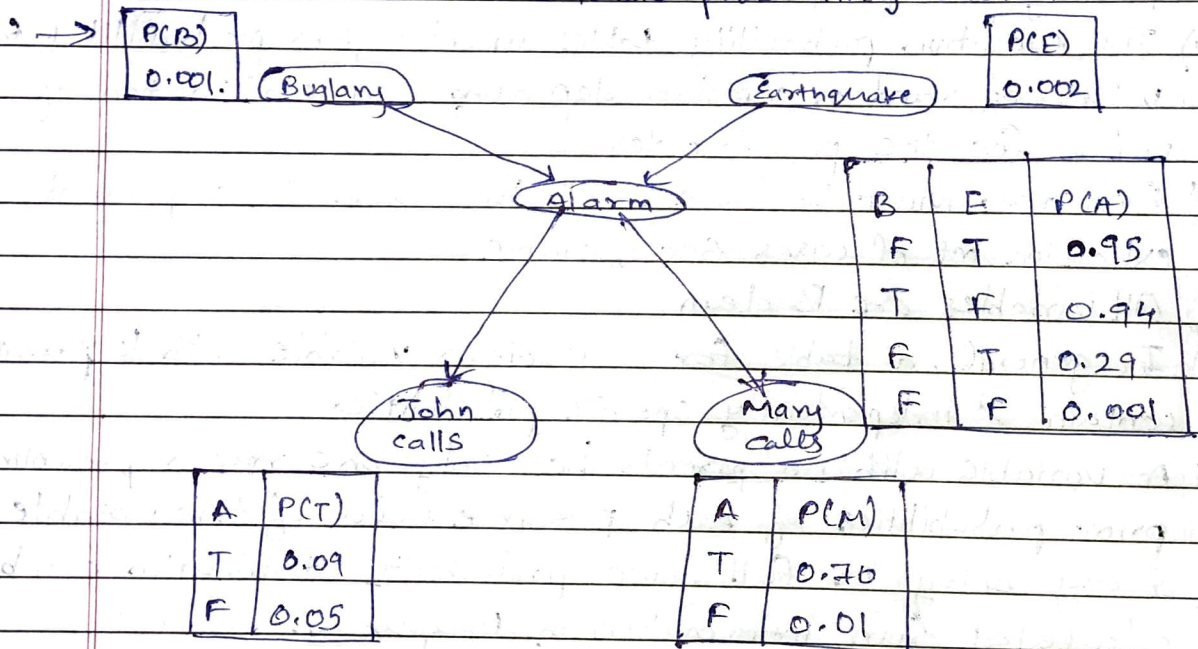 P(B)
0.001.
Buglary
Earthquake
P(E)
0.002
Alarm
B E P(A)
F T 0.95
T F 0.94
F T 0.29
F F 0.001
John
calls
Mary
calls
A P(T)
T 0.09
F 0.05
A P(M)
T 0.70
F 0.01